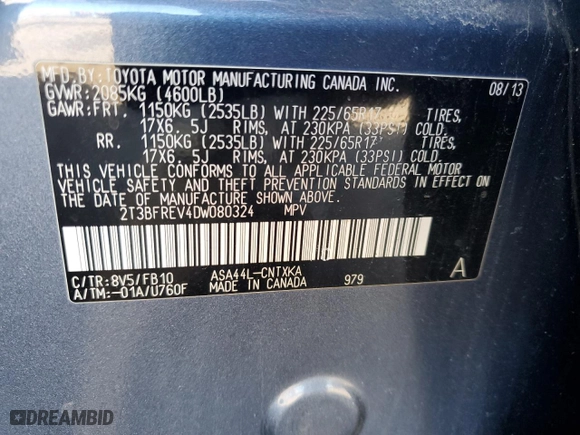 MFD.BY:TOYOTA MOTOR MANUFACTURING CANADA INC. 08/13
GVWR:2085KG (4600LB)
GAWR:FRT. 1150KG (2535LB) WITH 225/65R17 TIRES,
17X6.5J RIMS, AT 230KPA (33PSI) COLD.
RR. 1150KG (2535LB) WITH 225/65R17 TIRES,
17X6.5J RIMS, AT 230KPA (33PSI) COLD.
THIS VEHICLE CONFORMS TO ALL APPLICABLE FEDERAL MOTOR
VEHICLE SAFETY AND THEFT PREVENTION STANDARDS IN EFFECT ON
THE DATE OF MANUFACTURE SHOWN ABOVE.
2T3BFREV4DW080324 MPV
C/TR:8V5/FB10 ASA44L-CNTXKA A
A/TM:-01A/U760F MADE IN CANADA 979
DREAMBID